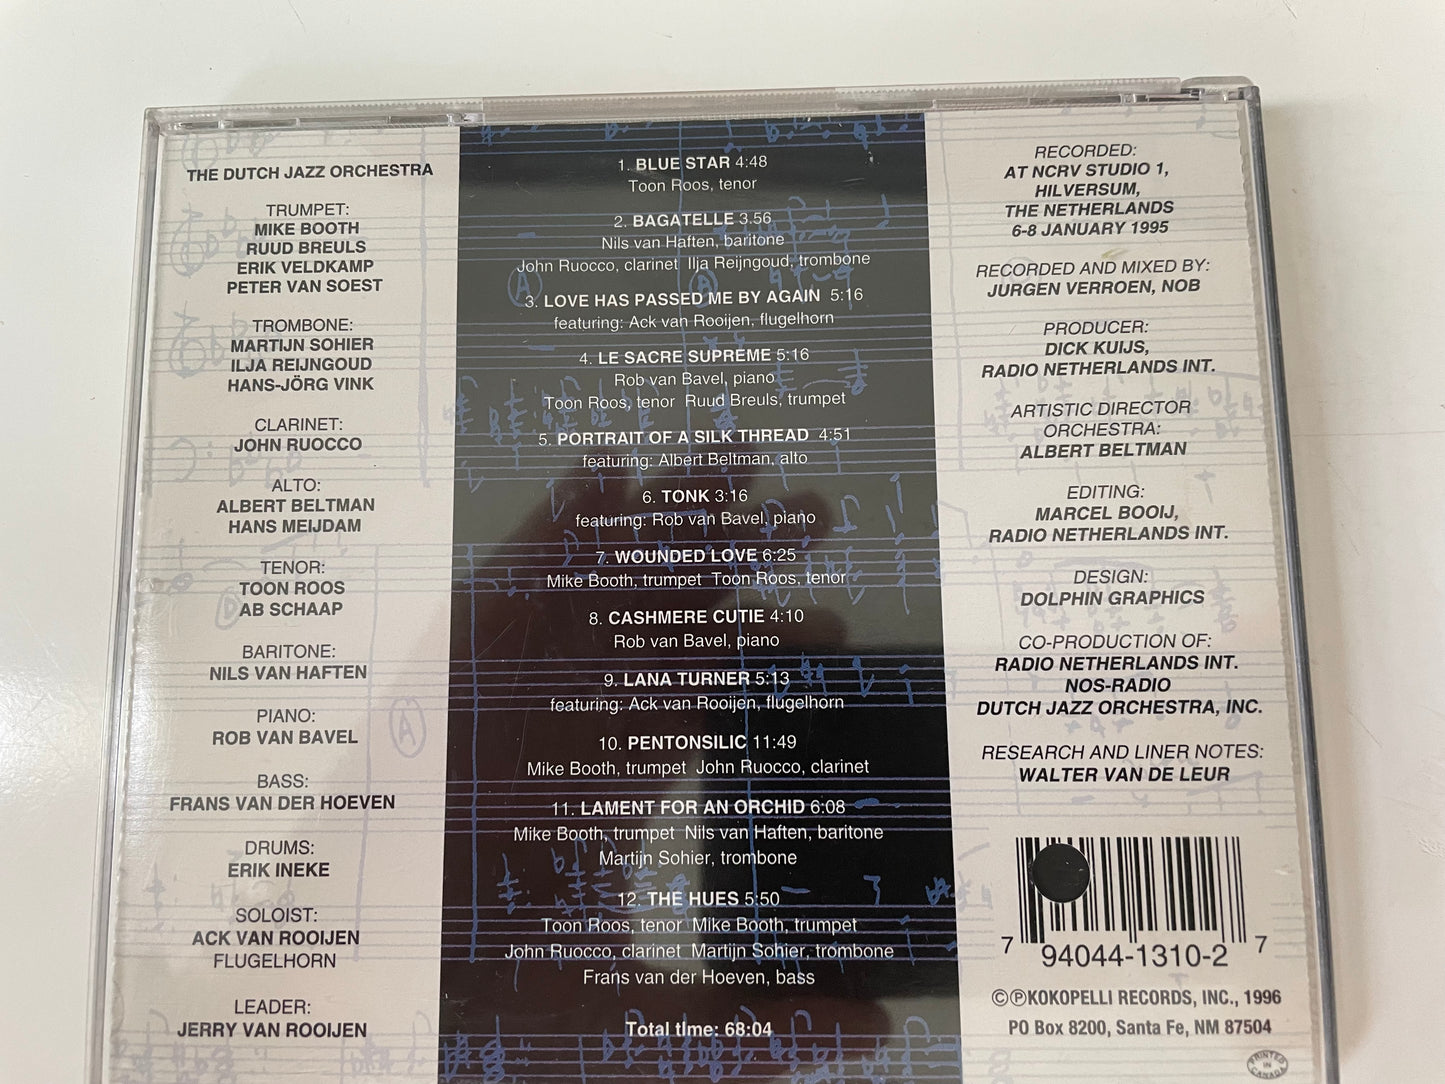 THE DUTCH JAZZ ORCHESTRA
TRUMPET:
MIKE BOOTH
RUUD BREULS
ERIK VELDKAMP
PETER VAN SOEST
TROMBONE:
MARTIJN SOHIER
ILJA REIJNGOUD
HANS-JÖRG VINK
CLARINET:
JOHN RUOCCO
ALTO:
ALBERT BELTMAN
HANS MEIJDAM
TENOR:
TOON ROOS
AB SCHAAP
BARITONE:
NILS VAN HAFTEN
PIANO:
ROB VAN BAVEL
BASS:
FRANS VAN DER HOEVEN
DRUMS:
ERIK INEKE
SOLOIST:
ACK VAN ROOIJEN
FLUGELHORN
LEADER:
JERRY VAN ROOIJEN
1. BLUE STAR 4:48
Toon Roos, tenor
2. BAGATELLE 3.56
Nils van Haften, baritone
John Ruocco, clarinet Ilja Reijngoud, trombone
3. LOVE HAS PASSED ME BY AGAIN 5:16
featuring: Ack van Rooijen, flugelhorn
4. LE SACRE SUPRÈME 5:16
Rob van Bavel, piano
Toon Roos, tenor Ruud Breuls, trumpet
5. PORTRAIT OF A SILK THREAD 4:51
featuring: Albert Beltman, alto
6. TONK 3:16
featuring: Rob van Bavel, piano
7. WOUNDED LOVE 6:25
Mike Booth, trumpet Toon Roos, tenor
8. CASHMERE CUTIE 4:10
Rob van Bavel, piano
9. LANA TURNER 5:13
featuring: Ack van Rooijen, flugelhorn
10. PENTONSILIC 11:49
Mike Booth, trumpet John Ruocco, clarinet
11. LAMENT FOR AN ORCHID 6:08
Mike Booth, trumpet Nils van Haften, baritone
Martijn Sohier, trombone
12. THE HUES 5:50
Toon Roos, tenor Mike Booth, trumpet
John Ruocco, clarinet Martijn Sohier, trombone
Frans van der Hoeven, bass
Total time: 68:04
RECORDED:
AT NCRV STUDIO 1,
HILVERSUM,
THE NETHERLANDS
6-8 JANUARY 1995
RECORDED AND MIXED BY:
JURGEN VERROEN, NOB
PRODUCER:
DICK KUIJS,
RADIO NETHERLANDS INT.
ARTISTIC DIRECTOR
ORCHESTRA:
ALBERT BELTMAN
EDITING:
MARCEL BOOIJ,
RADIO NETHERLANDS INT.
DESIGN:
DOLPHIN GRAPHICS
CO-PRODUCTION OF:
RADIO NETHERLANDS INT.
NOS-RADIO
DUTCH JAZZ ORCHESTRA, INC.
RESEARCH AND LINER NOTES:
WALTER VAN DE LEUR
7 94044-1310-2 7
©℗KOKOPELLI RECORDS, INC., 1996
PO Box 8200, Santa Fe, NM 87504
PRINTED
IN
CANADA